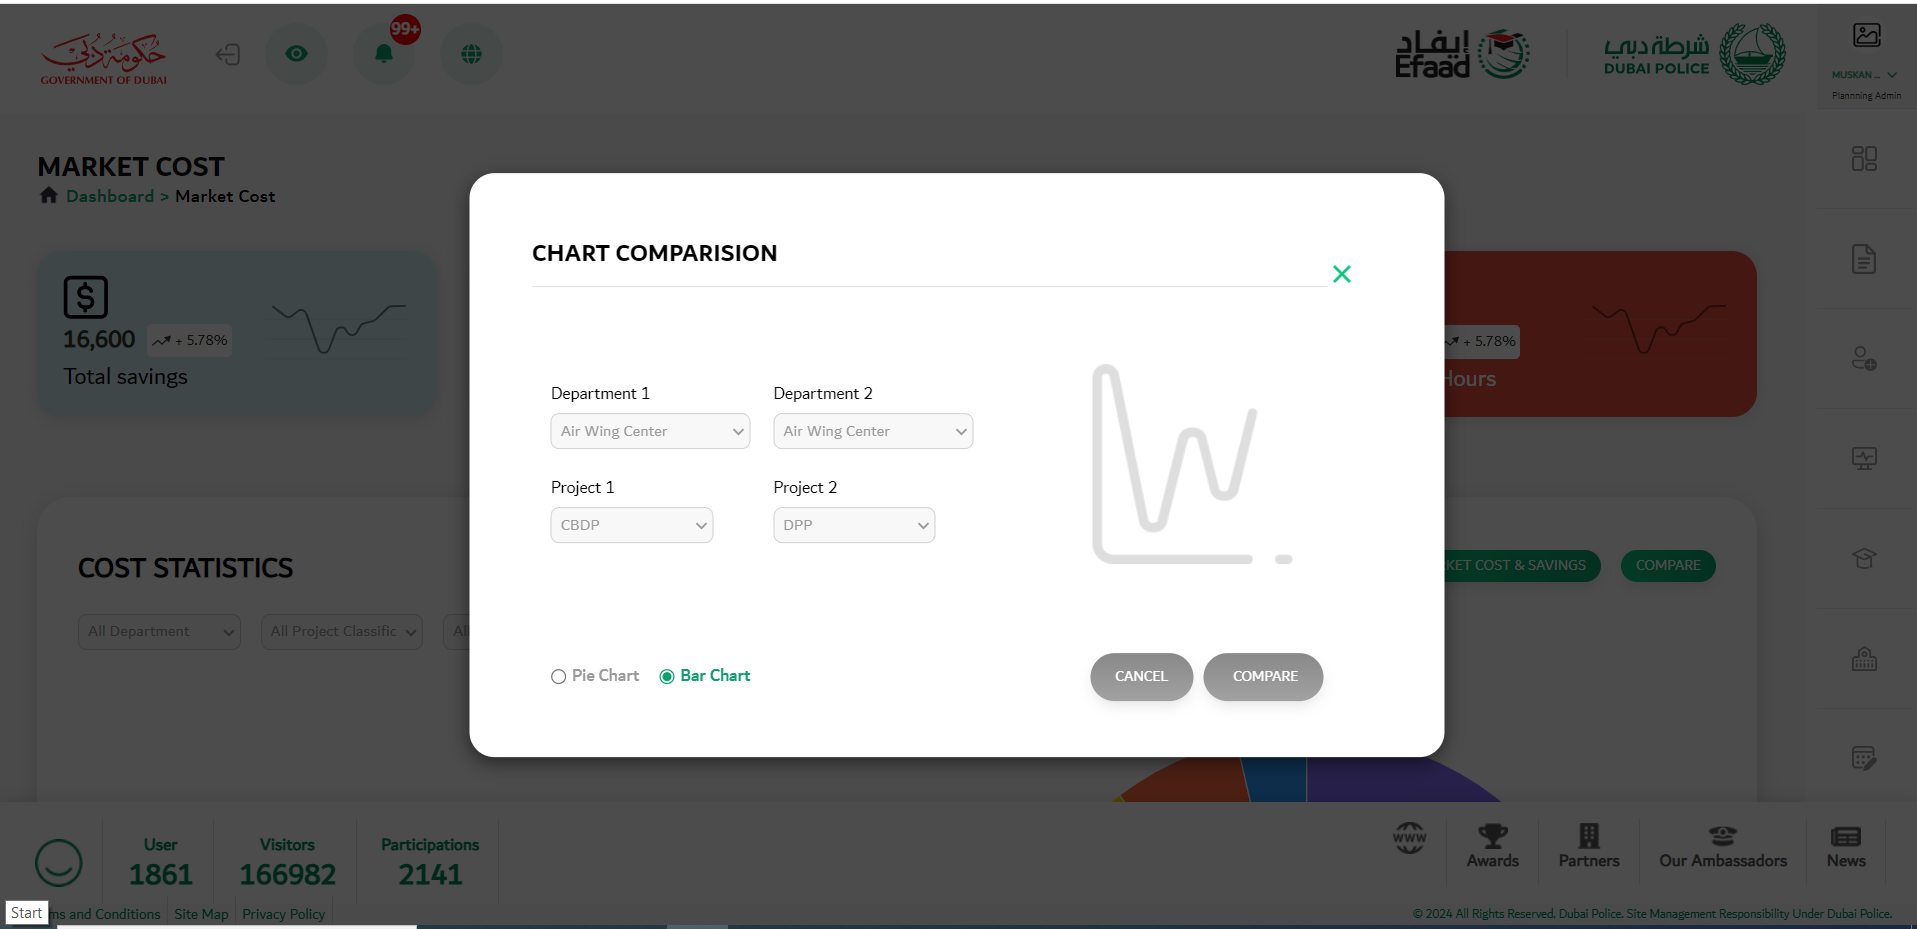 حكومة دبي
GOVERNMENT OF DUBAI
99+
ايفاد
Efaad
شرطة دبي
DUBAI POLICE
MUSKAN ...
Plannning Admin
MARKET COST
Dashboard > Market Cost
$
16,600
+ 5.78%
Total savings
+ 5.78%
Hours
CHART COMPARISION
Department 1
Department 2
Air Wing Center
Air Wing Center
Project 1
Project 2
CBDP
DPP
Pie Chart
Bar Chart
CANCEL
COMPARE
COST STATISTICS
KET COST & SAVINGS
COMPARE
All Department
All Project Classific
All
User
1861
Visitors
166982
Participations
2141
WWW
Awards
Partners
Our Ambassadors
News
Start
ms and Conditions
Site Map
Privacy Policy
© 2024 All Rights Reserved. Dubai Police. Site Management Responsibility Under Dubai Police.